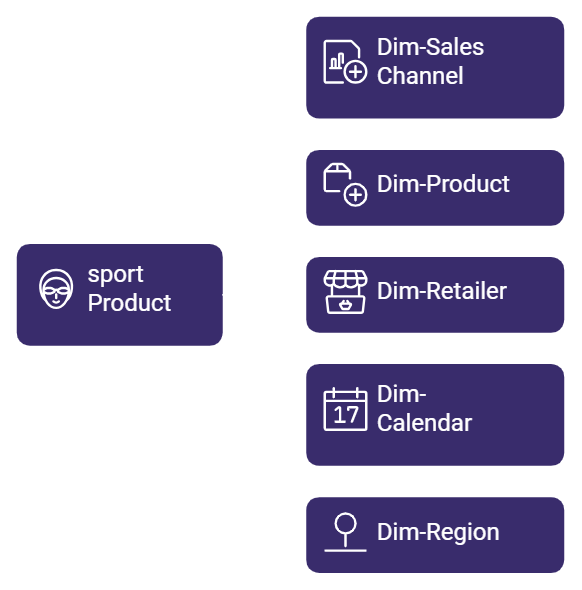 Dim-Sales
Channel
Dim-Product
sport
Product
Dim-Retailer
Dim-
Calendar
17
Dim-Region